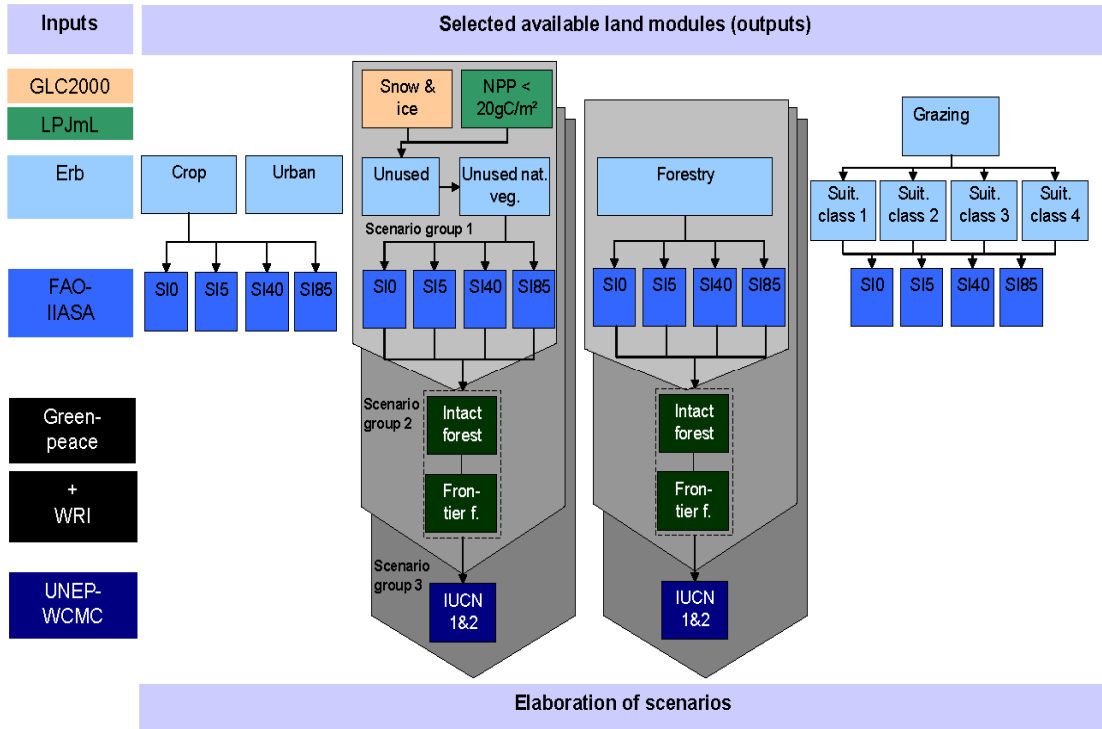 Inputs
Selected available land modules (outputs)
GLC2000
LPJmL
Erb
FAO-
IIASA
Green-
peace
+
WRI
UNEP-
WCMC
Crop
Urban
SI0 SI5 SI40 SI85
Snow &
ice
NPP <
20gC/m²
Unused
Unused nat.
veg.
Scenario group 1
SI0 SI5 SI40 SI85
Scenario
group 2
Intact
forest
Fron-
tier f.
Scenario
group 3
IUCN
1&2
Forestry
SI0 SI5 SI40 SI85
Intact
forest
Fron-
tier f.
IUCN
1&2
Grazing
Suit.
class 1
Suit.
class 2
Suit.
class 3
Suit.
class 4
SI0 SI5 SI40 SI85
Elaboration of scenarios